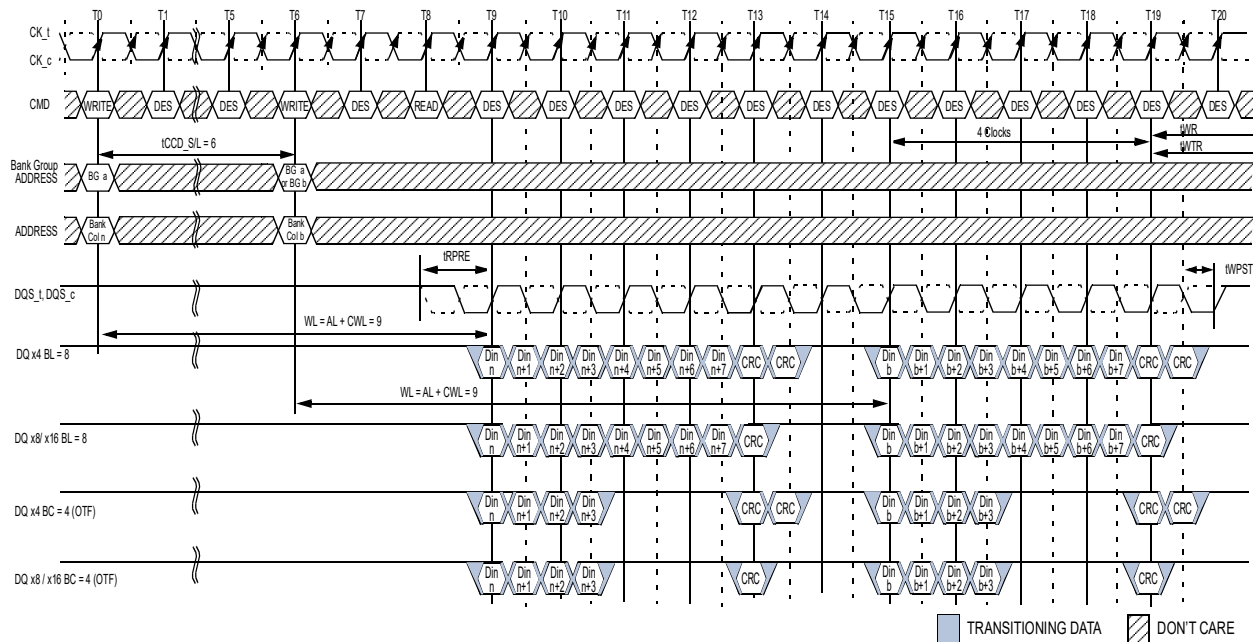 T0 T1 T5 T6 T7 T8 T9 T10 T11 T12 T13 T14 T15 T16 T17 T18 T19 T20
CK_t
CK_c
CMD WRITE DES DES WRITE DES READ DES DES DES DES DES DES DES DES DES DES DES DES
tCCD_S/L = 6
4 Clocks
tWR
tWTR
Bank Group
ADDRESS
BG a
BG a
or BG b
ADDRESS
Bank
Col n
Bank
Col b
tRPRE
tWPST
DQS_t, DQS_c
WL = AL + CWL = 9
DQ x4 BL = 8
Din Din Din Din Din Din Din Din CRC CRC Din Din Din Din Din Din Din Din CRC CRC
n n+1 n+2 n+3 n+4 n+5 n+6 n+7 b b+1 b+2 b+3 b+4 b+5 b+6 b+7
WL = AL + CWL = 9
DQ x8/ x16 BL = 8
Din Din Din Din Din Din Din Din CRC Din Din Din Din Din Din Din Din CRC
n n+1 n+2 n+3 n+4 n+5 n+6 n+7 b b+1 b+2 b+3 b+4 b+5 b+6 b+7
DQ x4 BC = 4 (OTF)
Din Din Din Din CRC CRC Din Din Din Din CRC CRC
n n+1 n+2 n+3 b b+1 b+2 b+3
DQ x8 / x16 BC = 4 (OTF)
Din Din Din Din CRC Din Din Din Din CRC
n n+1 n+2 n+3 b b+1 b+2 b+3
TRANSITIONING DATA DON'T CARE